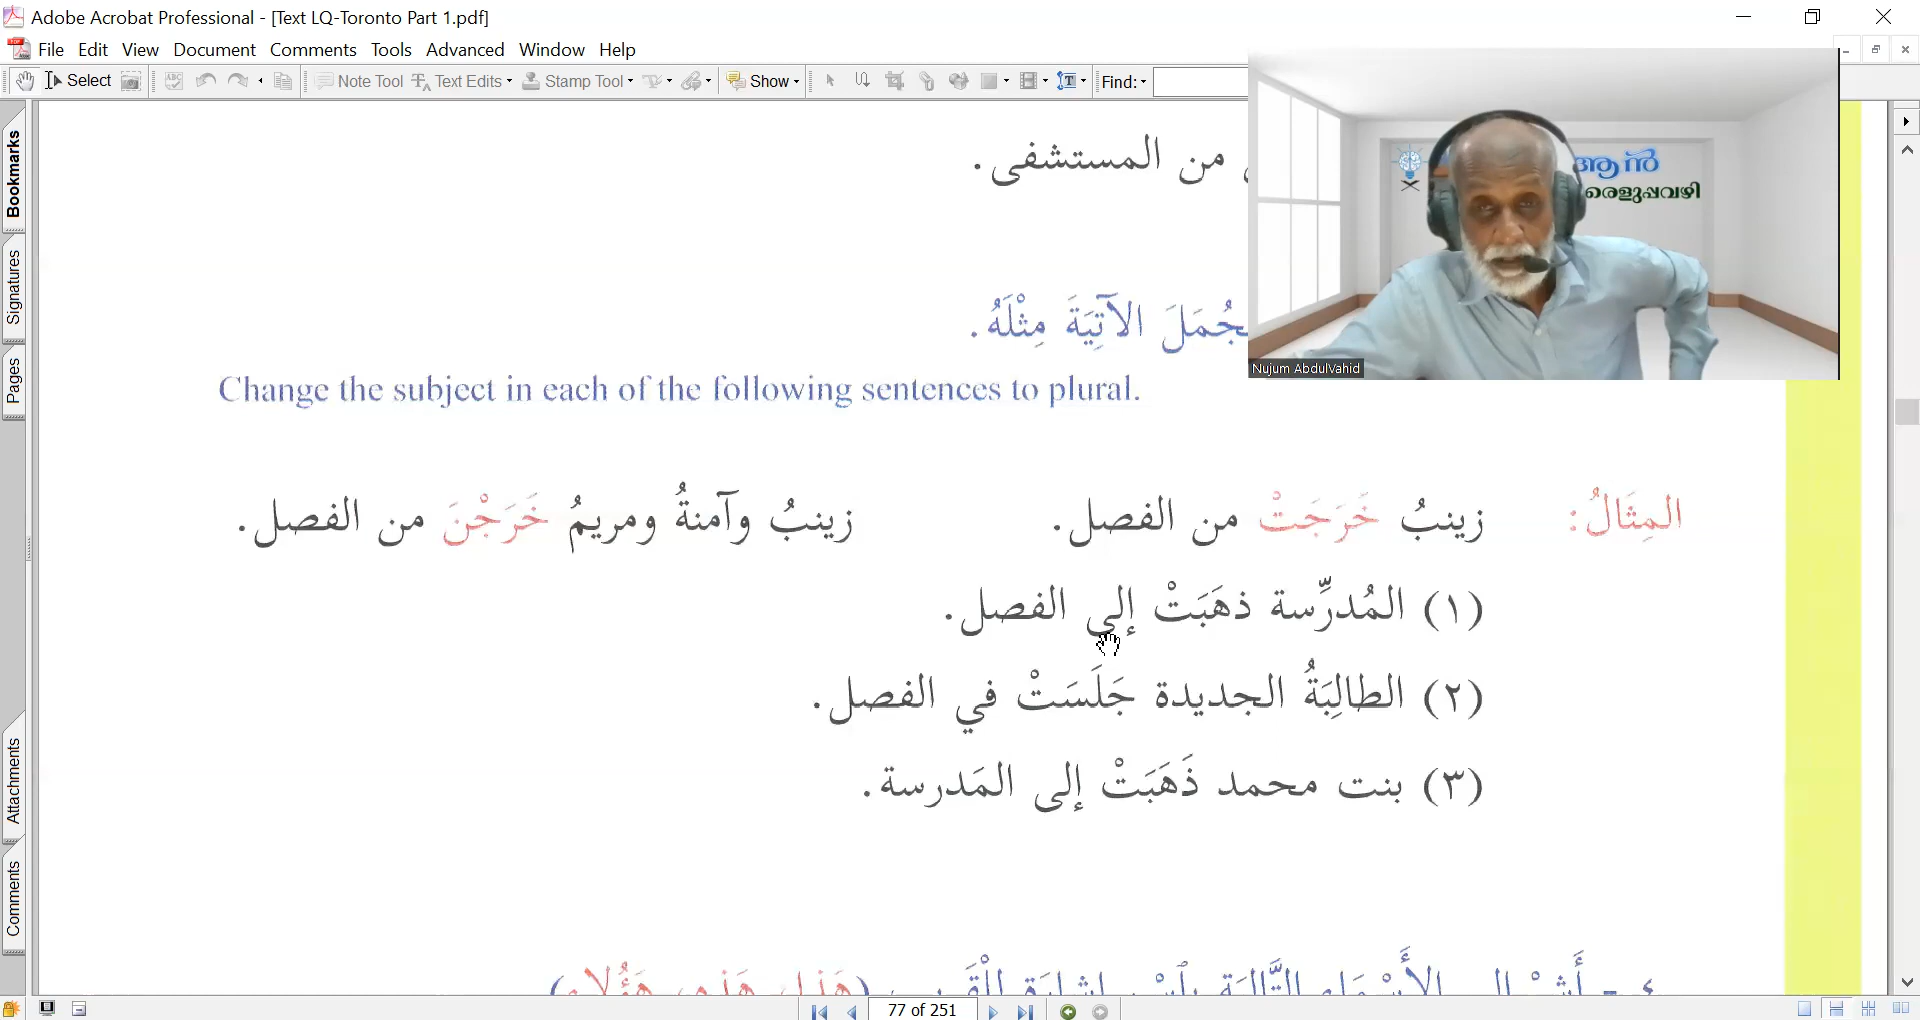 Adobe Acrobat Professional - [Text LQ-Toronto Part 1.pdf]
File Edit View Document Comments Tools Advanced Window Help
Select Note Tool Text Edits Stamp Tool Show Find:
Bookmarks
Signatures
Pages
Attachments
Comments
من المستشفى.
ആൻ
Nujum AbdulVahid
الآتِيَةَ مِثْلَهُ.
Change the subject in each of the following sentences to plural.
المِثَالُ: زينبُ خَرَجَتْ من الفصل. زينبُ وآمنةُ ومريمُ خَرَجْنَ من الفصل.
(١) المُدرِّسة ذهَبَتْ إلى الفصل.
(٢) الطالِبَةُ الجديدة جَلَسَتْ في الفصل.
(٣) بنت محمد ذَهَبَتْ إلى المَدرسة.
77 of 251